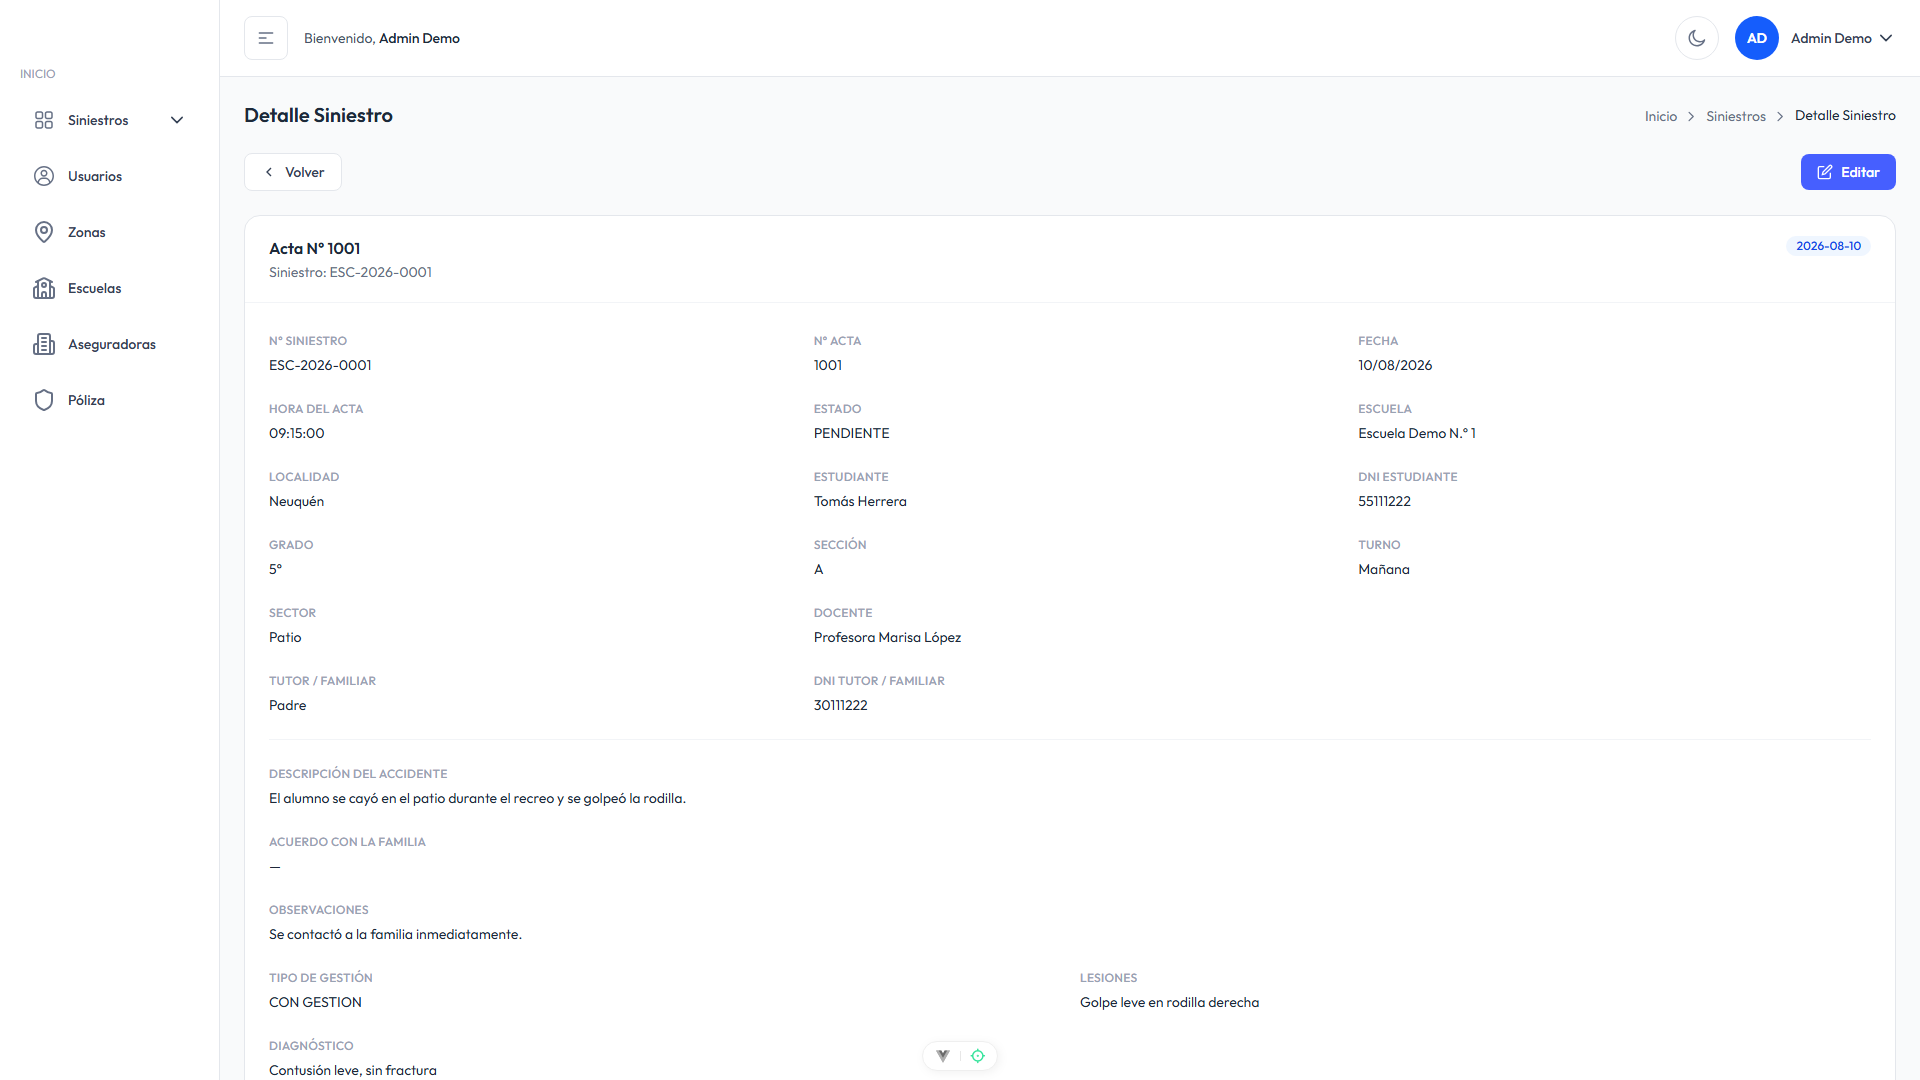 Bienvenido, Admin Demo
AD
Admin Demo
INICIO
Siniestros
Usuarios
Zonas
Escuelas
Aseguradoras
Póliza
Detalle Siniestro
Inicio
Siniestros
Detalle Siniestro
Volver
Editar
Acta Nº 1001
Siniestro: ESC-2026-0001
2026-08-10
Nº SINIESTRO
ESC-2026-0001
Nº ACTA
1001
FECHA
10/08/2026
HORA DEL ACTA
09:15:00
ESTADO
PENDIENTE
ESCUELA
Escuela Demo N.º 1
LOCALIDAD
Neuquén
ESTUDIANTE
Tomás Herrera
DNI ESTUDIANTE
55111222
GRADO
5º
SECCIÓN
A
TURNO
Mañana
SECTOR
Patio
DOCENTE
Profesora Marisa López
TUTOR / FAMILIAR
Padre
DNI TUTOR / FAMILIAR
30111222
DESCRIPCIÓN DEL ACCIDENTE
El alumno se cayó en el patio durante el recreo y se golpeó la rodilla.
ACUERDO CON LA FAMILIA
—
OBSERVACIONES
Se contactó a la familia inmediatamente.
TIPO DE GESTIÓN
CON GESTION
LESIONES
Golpe leve en rodilla derecha
DIAGNÓSTICO
Contusión leve, sin fractura